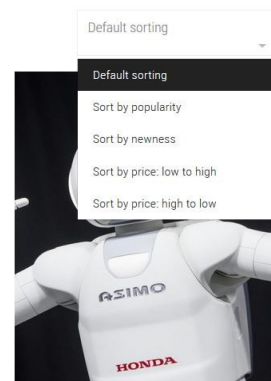 Default sorting
Default sorting
Sort by popularity
Sort by newness
Sort by price: low to high
Sort by price: high to low
ASIMO
HONDA